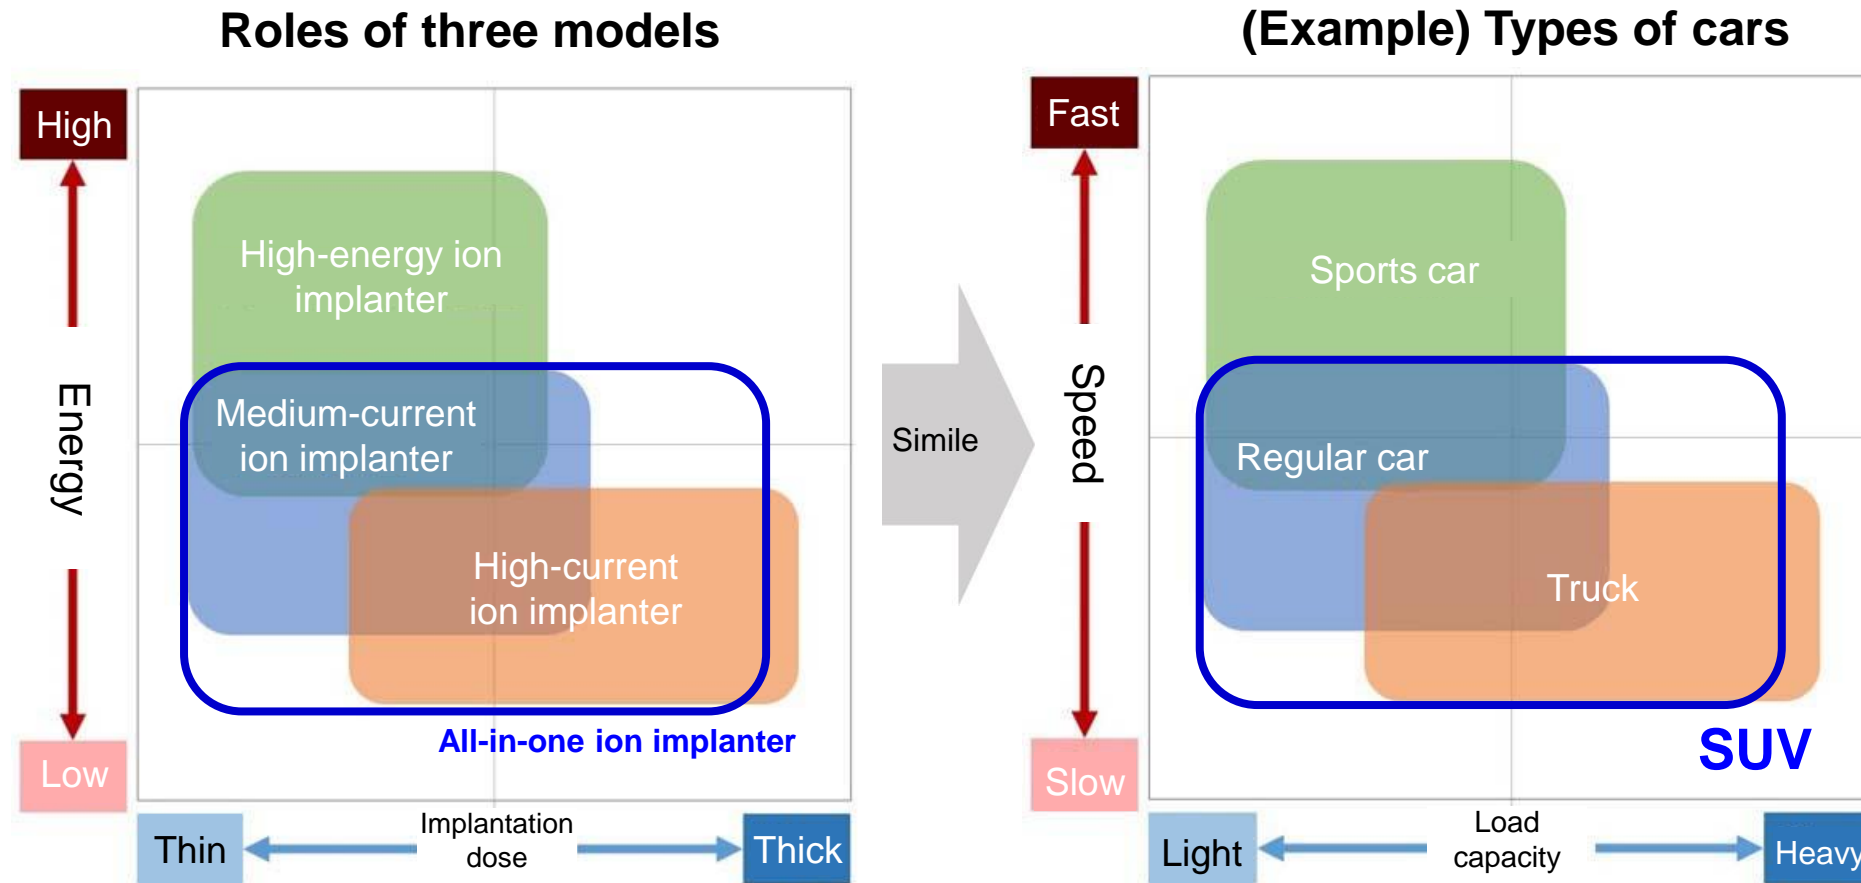 Roles of three models
High
Energy
Low
High-energy ion
implanter
Medium-current
ion implanter
High-current
ion implanter
All-in-one ion implanter
Thin
Implantation
dose
Thick
Simile
(Example) Types of cars
Fast
Speed
Slow
Sports car
Regular car
Truck
SUV
Light
Load
capacity
Heavy